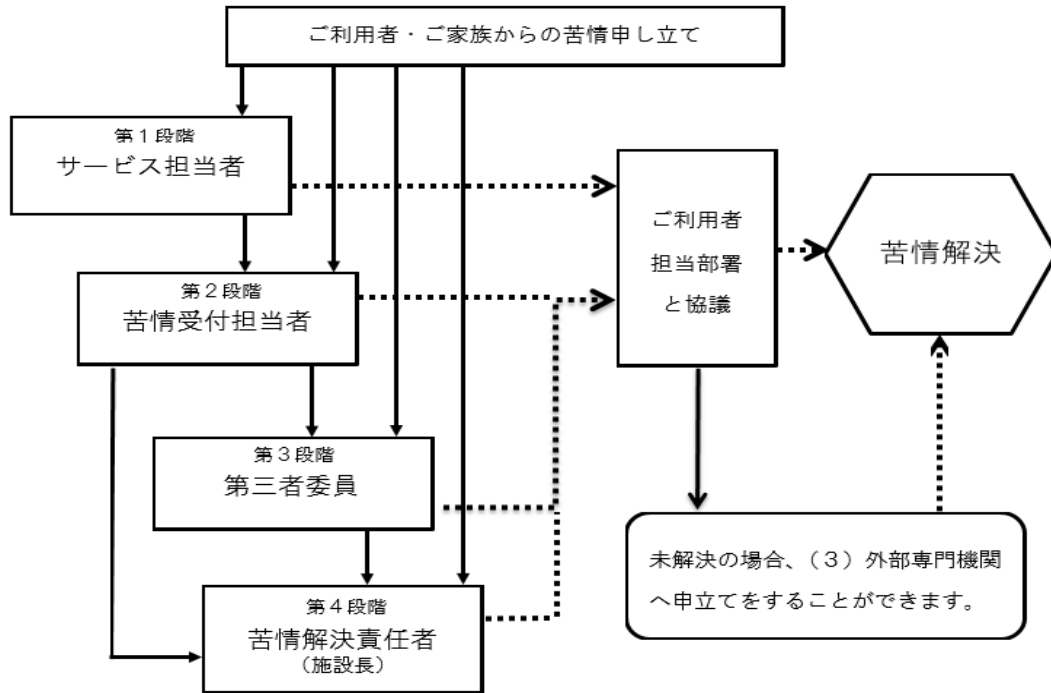 ご利用者・ご家族からの苦情申し立て
第1段階
サービス担当者
第2段階
苦情受付担当者
第3段階
第三者委員
第4段階
苦情解決責任者
(施設長)
ご利用者
担当部署
と協議
苦情解決
未解決の場合、(3)外部専門機関
へ申立てをすることができます。